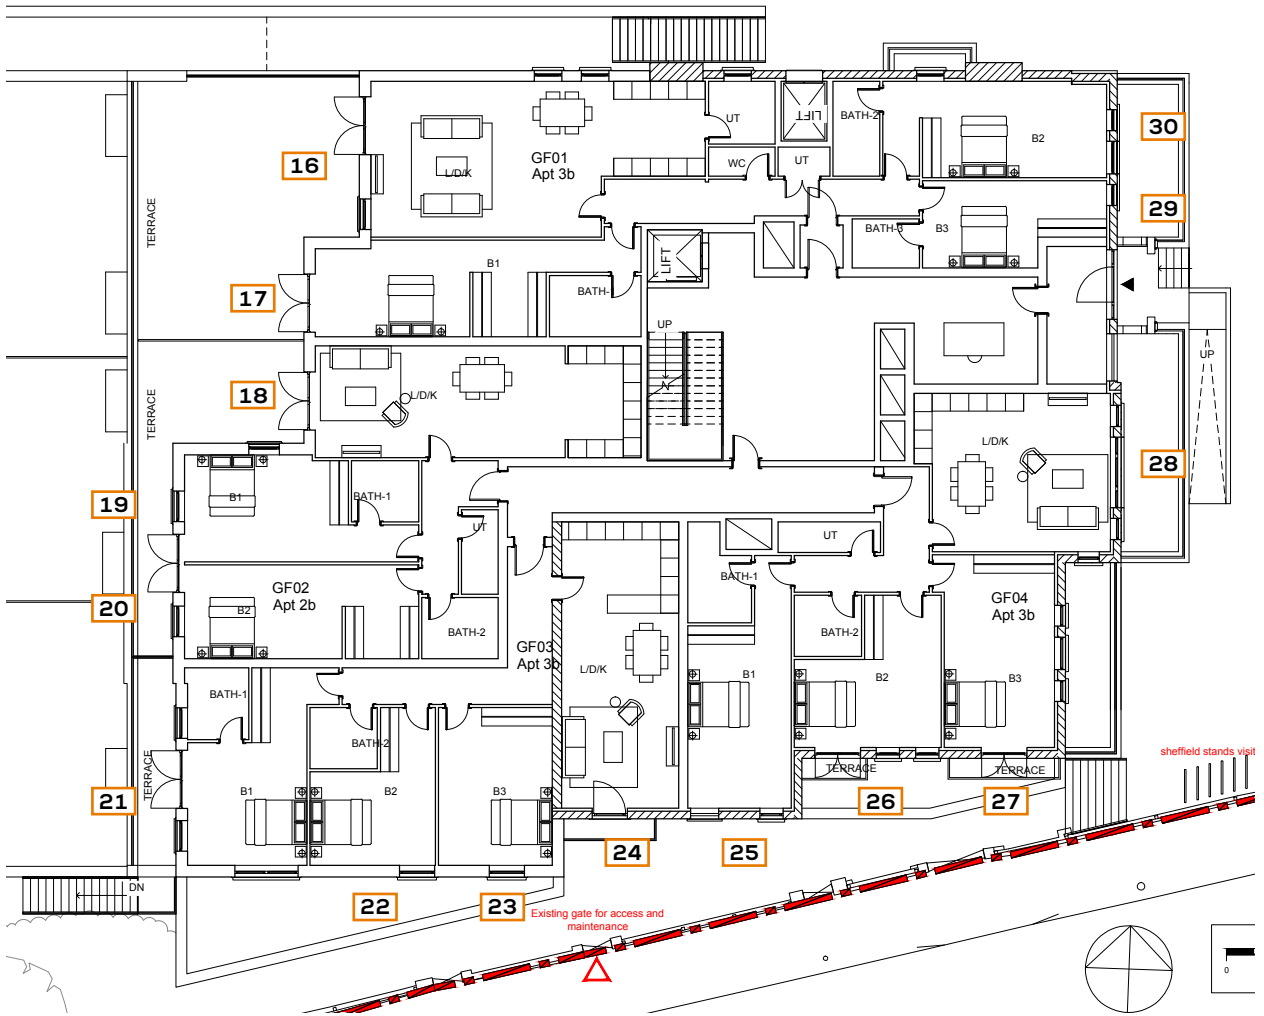 30
UT
LIFT
BATH-2
B2
GF01
Apt 3b
16
WC
UT
L/D/K
TERRACE
29
BATH-3
B3
LIFT
B1
17
BATH-
UP
UP
18
L/D/K
TERRACE
L/D/K
28
19
B1
BATH-1
UT
UT
BATH-1
GF02
Apt 2b
GF04
Apt 3b
20
B2
BATH-2
BATH-2
GF03
Apt 3b
L/D/K
B1
B2
B3
BATH-1
BATH-2
sheffield stands visit
TERRACE
TERRACE
TERRACE
21
B1
B2
B3
26
27
24
25
DN
22
23
Existing gate for access and
maintenance
0